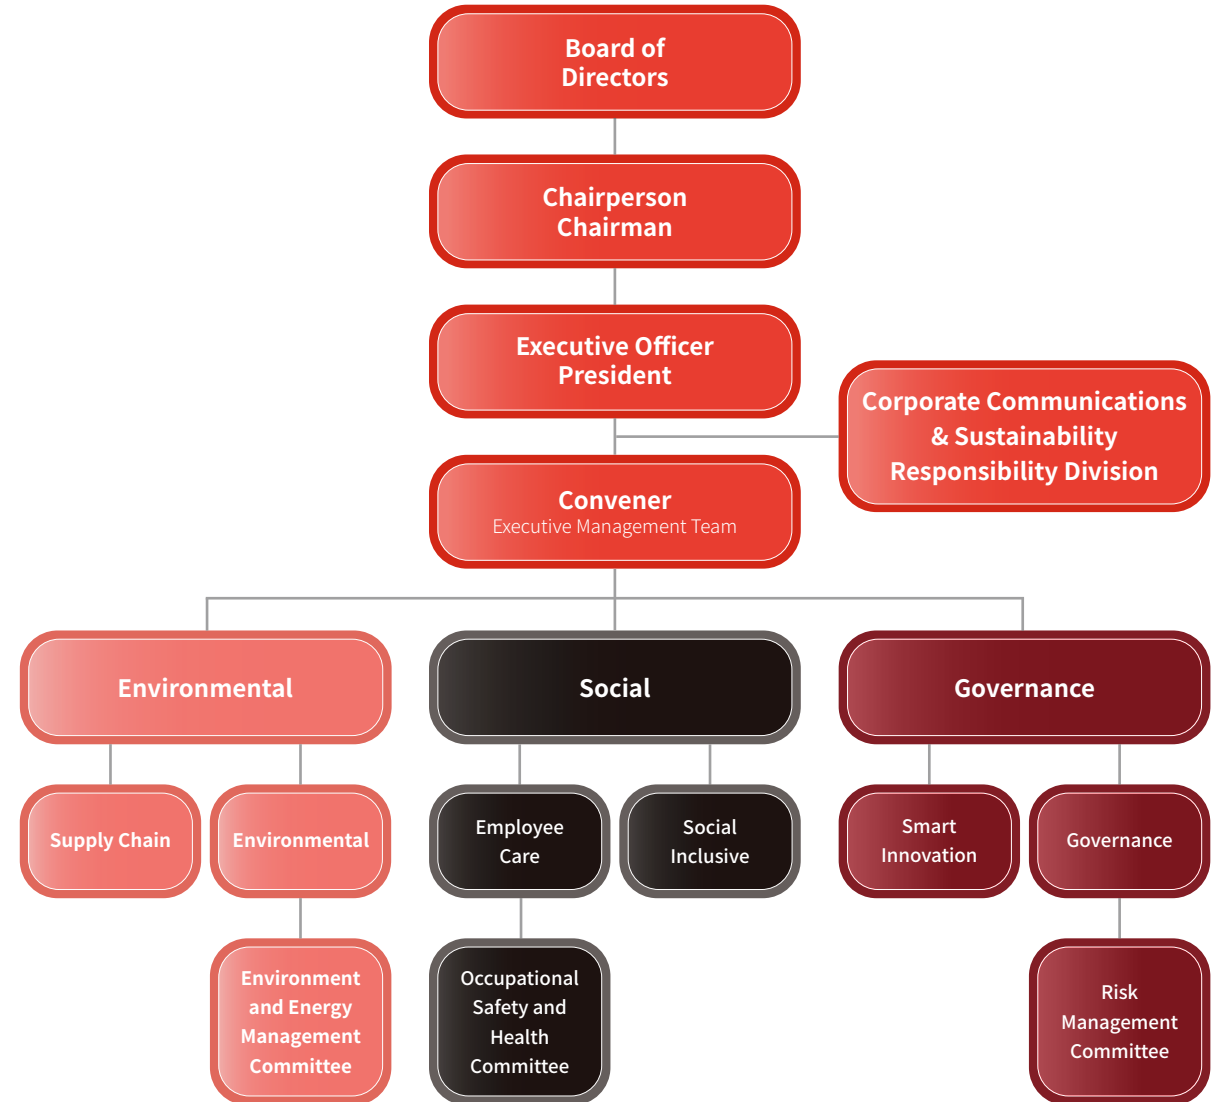 Board of
Directors
Chairperson
Chairman
Executive Officer
President
Corporate Communications
& Sustainability
Responsibility Division
Convener
Executive Management Team
Environmental
Social
Governance
Supply Chain
Environmental
Employee
Care
Social
Inclusive
Smart
Innovation
Governance
Environment
and Energy
Management
Committee
Occupational
Safety and
Health
Committee
Risk
Management
Committee